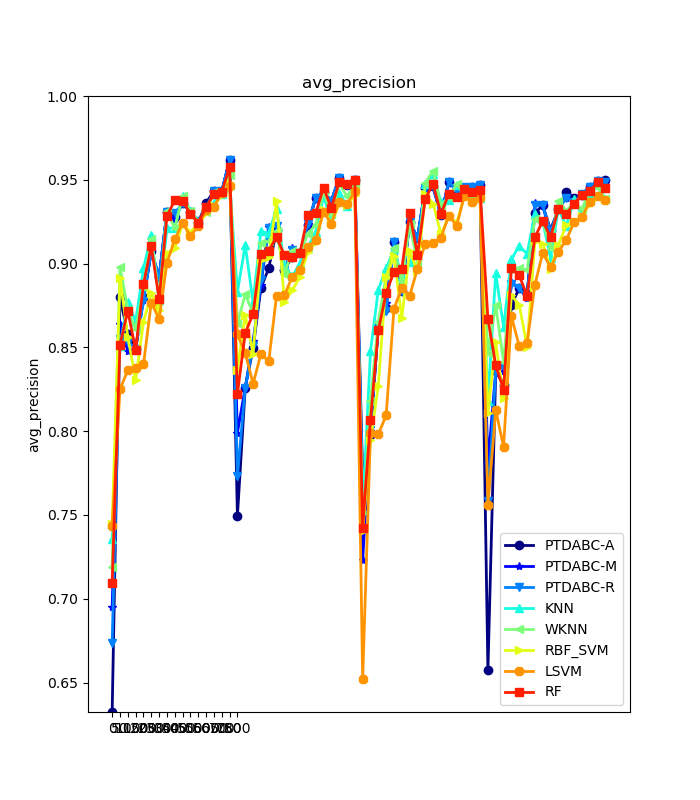 avg_precision
1.00
0.95
0.90
0.85
0.80
0.75
0.70
0.65
avg_precision
PTDABC-A
PTDABC-M
PTDABC-R
KNN
WKNN
RBF_SVM
LSVM
RF